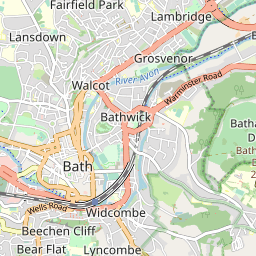 Fairfield Park
Lambridge
Lansdown
Grosvenor
River Avon
Walcot
Warminster Road
Bathwick
Bath
Wells Road
Widcombe
Beechen Cliff
Bear Flat
Lyncombe